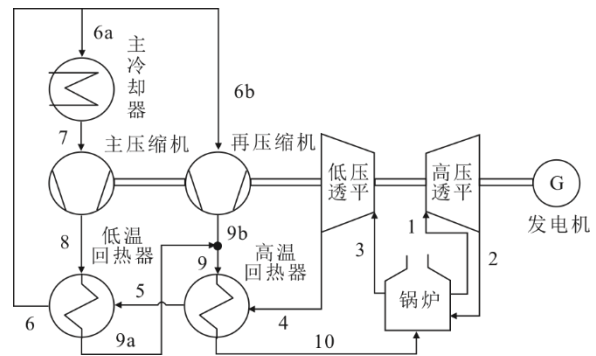 6a
主冷却器
6b
7
主压缩机
再压缩机
低压
透平
高压
透平
G
发电机
8
低温
回热器
9b
高温
回热器
9
3
1
2
锅炉
5
4
6
9a
10